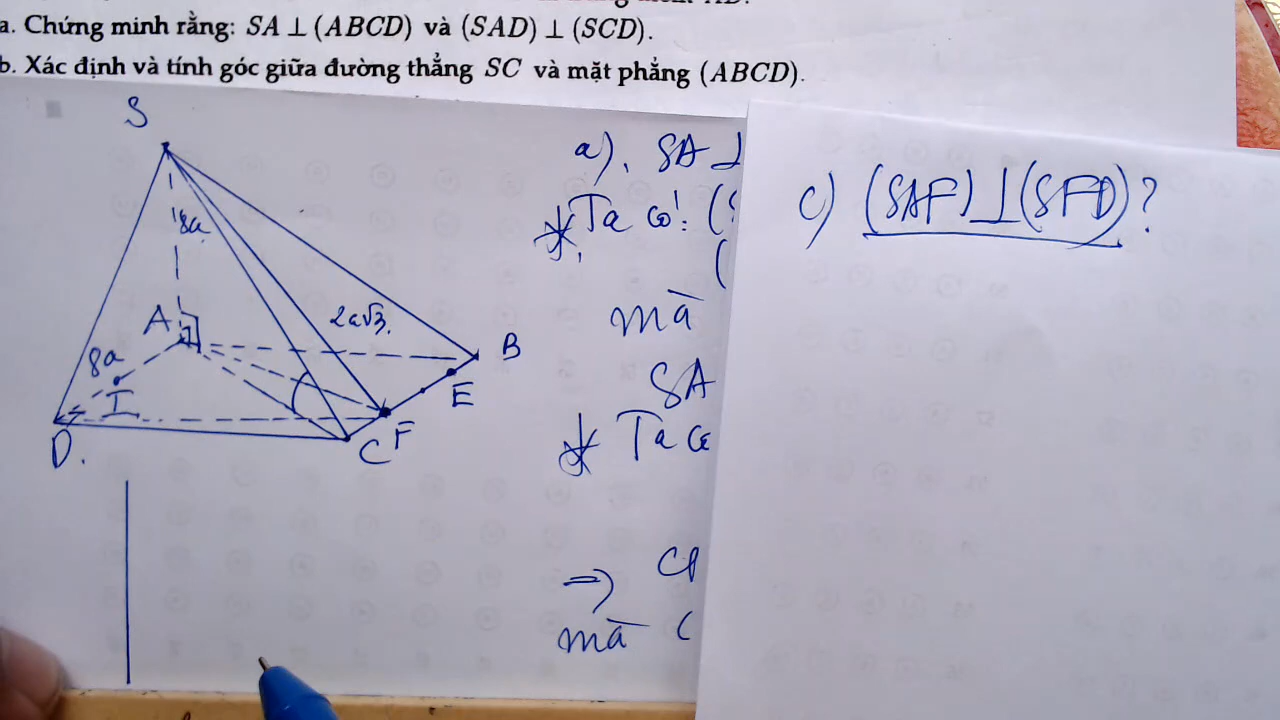 AD.
a. Chứng minh rằng: SA ⊥ (ABCD) và (SAD) ⊥ (SCD).
b. Xác định và tính góc giữa đường thẳng SC và mặt phẳng (ABCD).
S
8a
A
2a√3.
B
8a
E
I
F
D.
C
a). SA ⊥
* Ta có: (
(
mà
SA
* Ta có
=>
mà C
c) (SAF) ⊥ (SFD)?